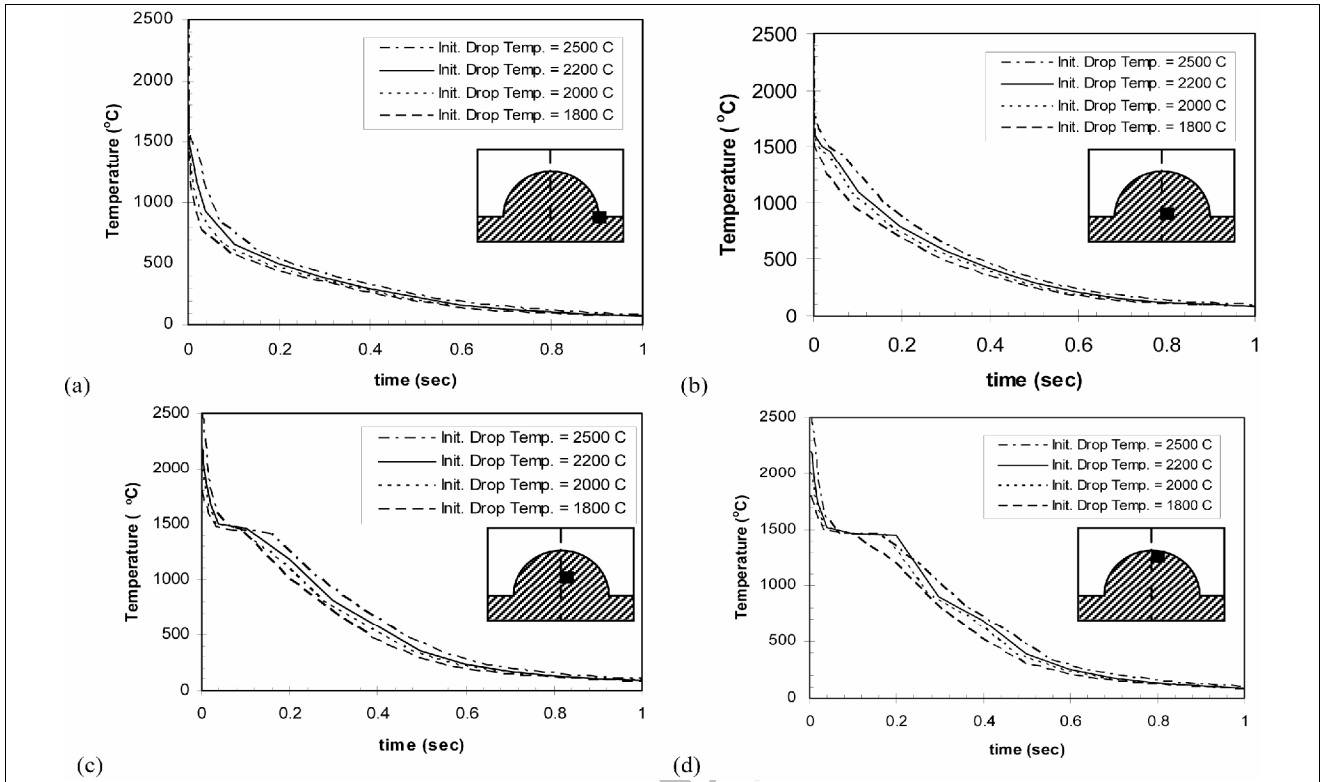 2500
2000
1500
1000
500
0
Temperature (°C)
Init. Drop Temp. = 2500 C
Init. Drop Temp. = 2200 C
Init. Drop Temp. = 2000 C
Init. Drop Temp. = 1800 C
0 0.2 0.4 0.6 0.8 1
time (sec)
(a)
2500
2000
1500
1000
500
0
Temperature ( °C)
Init. Drop Temp. = 2500 C
Init. Drop Temp. = 2200 C
Init. Drop Temp. = 2000 C
Init. Drop Temp. = 1800 C
0 0.2 0.4 0.6 0.8 1
time (sec)
(b)
2500
2000
1500
1000
500
0
Temperature ( °C)
Init. Drop Temp. = 2500 C
Init. Drop Temp. = 2200 C
Init. Drop Temp. = 2000 C
Init. Drop Temp. = 1800 C
0 0.2 0.4 0.6 0.8 1
time (sec)
(c)
2500
2000
1500
1000
500
0
Temperature (°C)
Init. Drop Temp. = 2500 C
Init. Drop Temp. = 2200 C
Init. Drop Temp. = 2000 C
Init. Drop Temp. = 1800 C
0 0.2 0.4 0.6 0.8 1
time (sec)
(d)